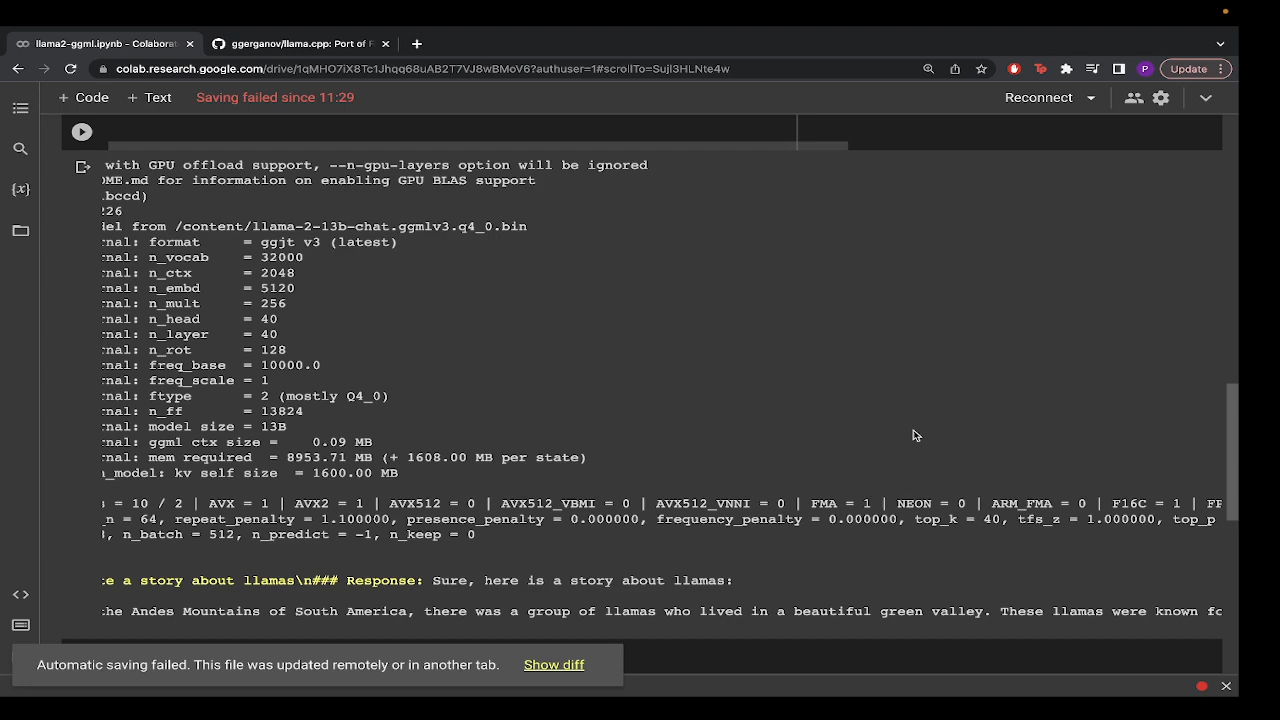 llama2-ggml.ipynb - Colaborat
ggerganov/llama.cpp: Port of F
colab.research.google.com/drive/1qMHO7iX8Tc1Jhqq68uAB2T7VJ8wBMoV6?authuser=1#scrollTo=Sujl3HLNte4w
Update
+ Code + Text Saving failed since 11:29
Reconnect
with GPU offload support, --n-gpu-layers option will be ignored
OME.md for information on enabling GPU BLAS support
.bccd)
226
del from /content/llama-2-13b-chat.ggmlv3.q4_0.bin
rnal: format = ggjt v3 (latest)
rnal: n_vocab = 32000
rnal: n_ctx = 2048
rnal: n_embd = 5120
rnal: n_mult = 256
rnal: n_head = 40
rnal: n_layer = 40
rnal: n_rot = 128
rnal: freq_base = 10000.0
rnal: freq_scale = 1
rnal: ftype = 2 (mostly Q4_0)
rnal: n_ff = 13824
rnal: model size = 13B
rnal: ggml ctx size = 0.09 MB
rnal: mem required = 8953.71 MB (+ 1608.00 MB per state)
a_model: kv self size = 1600.00 MB
s = 10 / 2 | AVX = 1 | AVX2 = 1 | AVX512 = 0 | AVX512_VBMI = 0 | AVX512_VNNI = 0 | FMA = 1 | NEON = 0 | ARM_FMA = 0 | F16C = 1 | FP
_n = 64, repeat_penalty = 1.100000, presence_penalty = 0.000000, frequency_penalty = 0.000000, top_k = 40, tfs_z = 1.000000, top_p
, n_batch = 512, n_predict = -1, n_keep = 0
te a story about llamas\n### Response: Sure, here is a story about llamas:
the Andes Mountains of South America, there was a group of llamas who lived in a beautiful green valley. These llamas were known fo
Automatic saving failed. This file was updated remotely or in another tab. Show diff